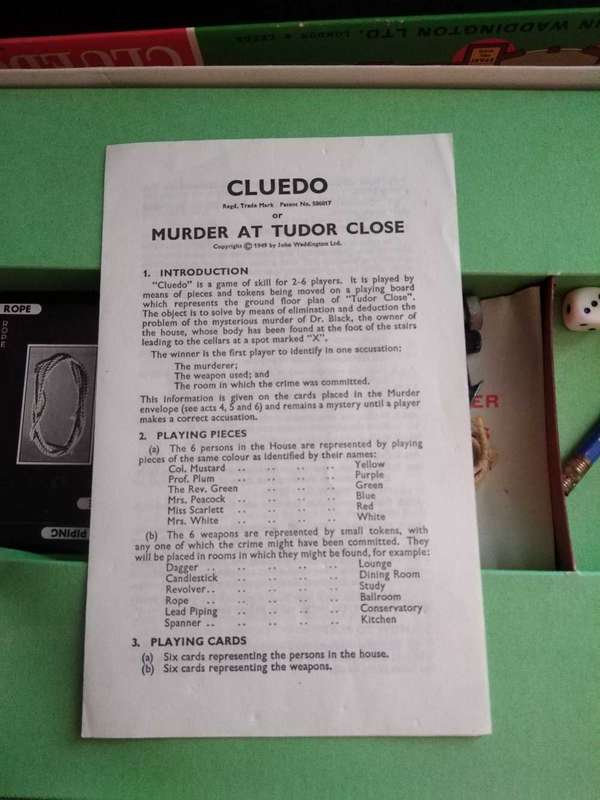 N WADDINGTON LTD. LONDON & LEEDS
CLUED
CLUEDO
Regd. Trade Mark Patent No. 586817
or
MURDER AT TUDOR CLOSE
Copyright © 1949 by John Waddington Ltd.
1. INTRODUCTION
"Cluedo" is a game of skill for 2-6 players. It is played by
means of pieces and tokens being moved on a playing board
which represents the ground floor plan of "Tudor Close".
The object is to solve by means of elimination and deduction the
problem of the mysterious murder of Dr. Black, the owner of
the house, whose body has been found at the foot of the stairs
leading to the cellars at a spot marked "X",
The winner is the first player to identify in one accusation;
The murderer;
The weapon used; and
The room in which the crime was committed.
This information is given on the cards placed in the Murder
envelope (see acts 4, 5 and 6) and remains a mystery until a player
makes a correct accusation.
2. PLAYING PIECES
(a) The 6 persons in the House are represented by playing
pieces of the same colour as identified by their names:
Col. Mustard .. .. .. .. Yellow
Prof. Plum .. .. .. .. Purple
The Rev. Green .. .. .. Green
Mrs. Peacock .. .. .. .. Blue
Miss Scarlett .. .. .. Red
Mrs. White .. .. .. White
(b) The 6 weapons are represented by small tokens, with
any one of which the crime might have been committed. They
will be placed in rooms in which they might be found, for example:
Dagger .. .. .. .. .. Lounge
Candlestick .. .. .. .. Dining Room
Revolver.. .. .. .. .. Study
Rope .. .. .. .. .. Ballroom
Lead Piping .. .. .. .. Conservatory
Spanner .. .. .. .. .. Kitchen
3. PLAYING CARDS
(a) Six cards representing the persons in the house.
(b) Six cards representing the weapons.
ROPE
ROPE
PIPING
ER